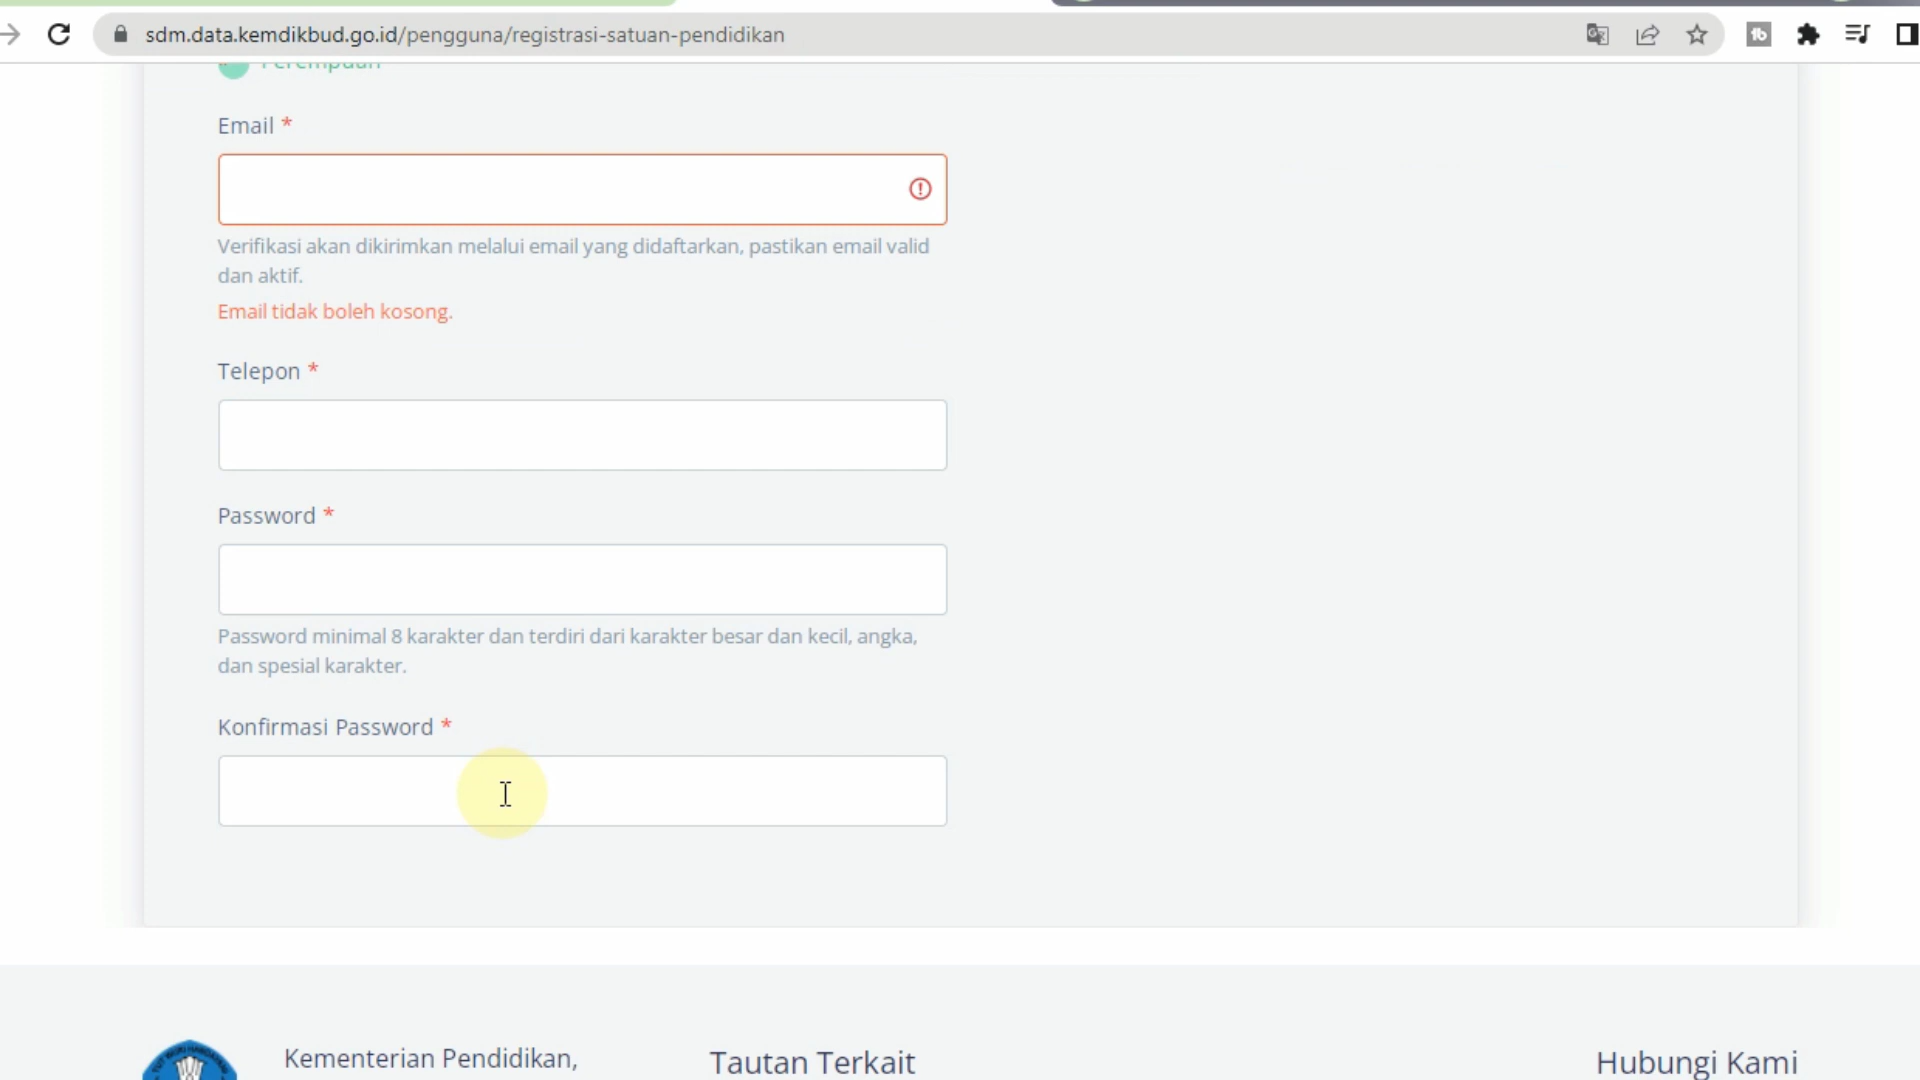 sdm.data.kemdikbud.go.id/pengguna/registrasi-satuan-pendidikan
Perempuan
Email *
Verifikasi akan dikirimkan melalui email yang didaftarkan, pastikan email valid
dan aktif.
Email tidak boleh kosong.
Telepon *
Password *
Password minimal 8 karakter dan terdiri dari karakter besar dan kecil, angka,
dan spesial karakter.
Konfirmasi Password *
Kementerian Pendidikan,
Tautan Terkait
Hubungi Kami